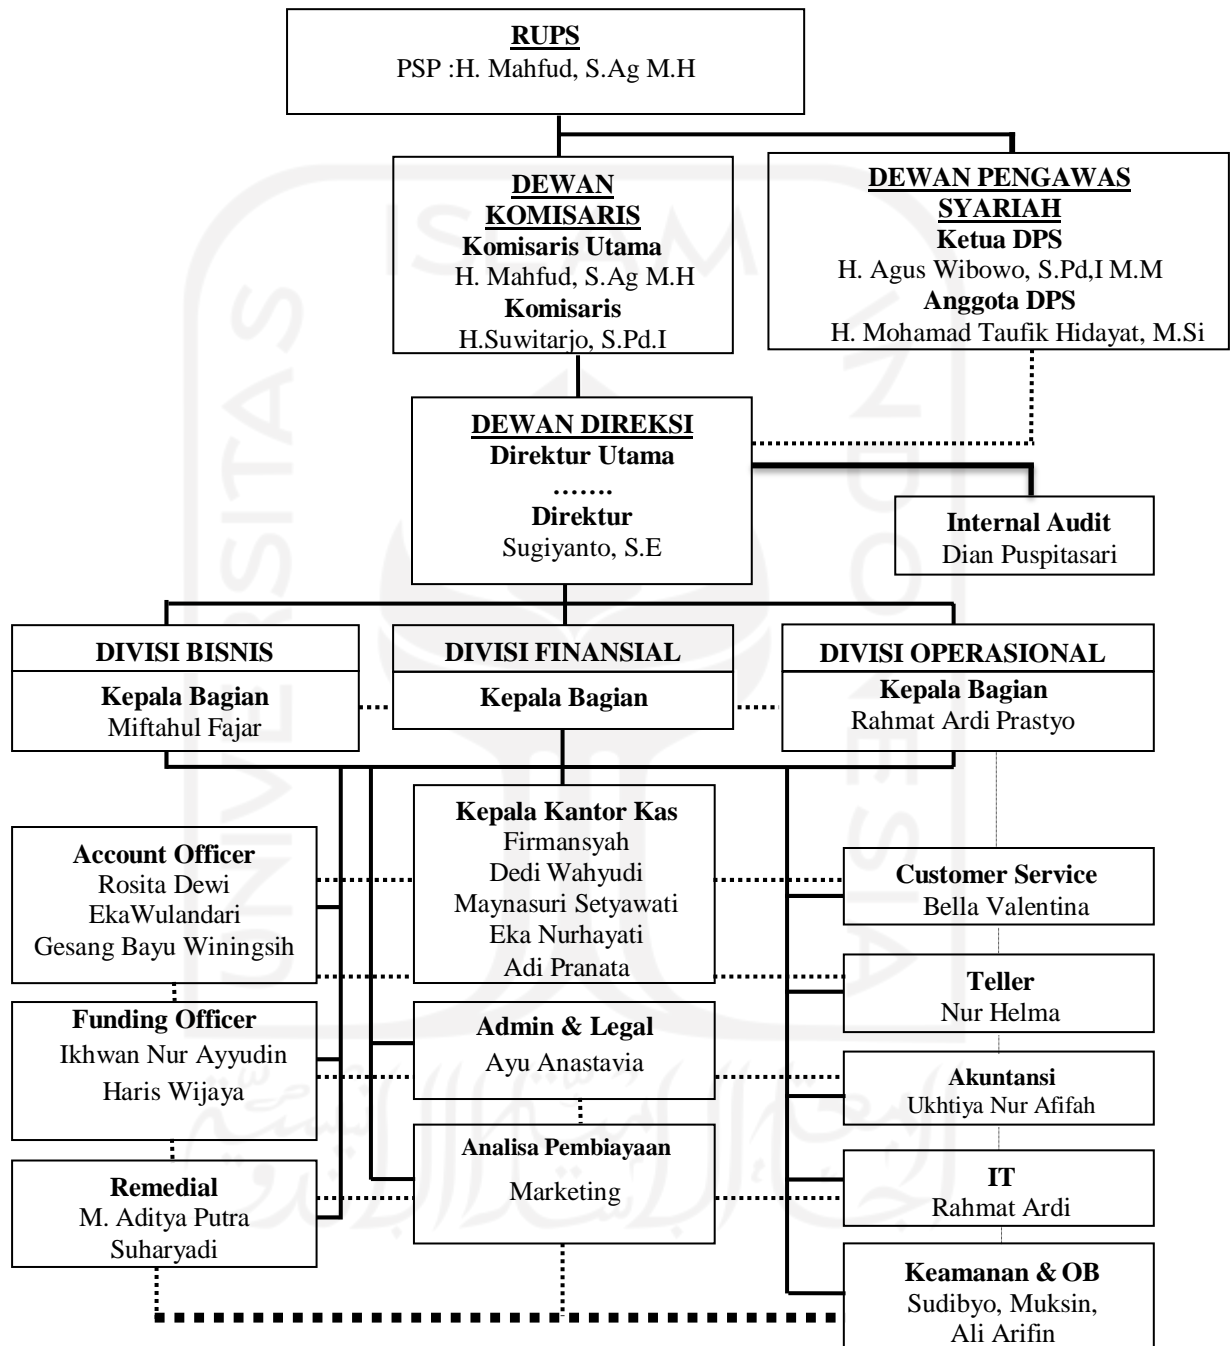 RUPS
PSP :H. Mahfud, S.Ag M.H
DEWAN
KOMISARIS
Komisaris Utama
H. Mahfud, S.Ag M.H
Komisaris
H.Suwitarjo, S.Pd.I
DEWAN PENGAWAS
SYARIAH
Ketua DPS
H. Agus Wibowo, S.Pd,I M.M
Anggota DPS
H. Mohamad Taufik Hidayat, M.Si
DEWAN DIREKSI
Direktur Utama
.......
Direktur
Sugiyanto, S.E
Internal Audit
Dian Puspitasari
DIVISI BISNIS
Kepala Bagian
Miftahul Fajar
DIVISI FINANSIAL
Kepala Bagian
DIVISI OPERASIONAL
Kepala Bagian
Rahmat Ardi Prastyo
Account Officer
Rosita Dewi
EkaWulandari
Gesang Bayu Winingsih
Kepala Kantor Kas
Firmansyah
Dedi Wahyudi
Maynasuri Setyawati
Eka Nurhayati
Adi Pranata
Customer Service
Bella Valentina
Teller
Nur Helma
Funding Officer
Ikhwan Nur Ayyudin
Haris Wijaya
Admin & Legal
Ayu Anastavia
Akuntansi
Ukhtiya Nur Afifah
Remedial
M. Aditya Putra
Suharyadi
Analisa Pembiayaan
Marketing
IT
Rahmat Ardi
Keamanan & OB
Sudibyo, Muksin,
Ali Arifin
UNIVERSITAS
ISLAM
INDONESIA